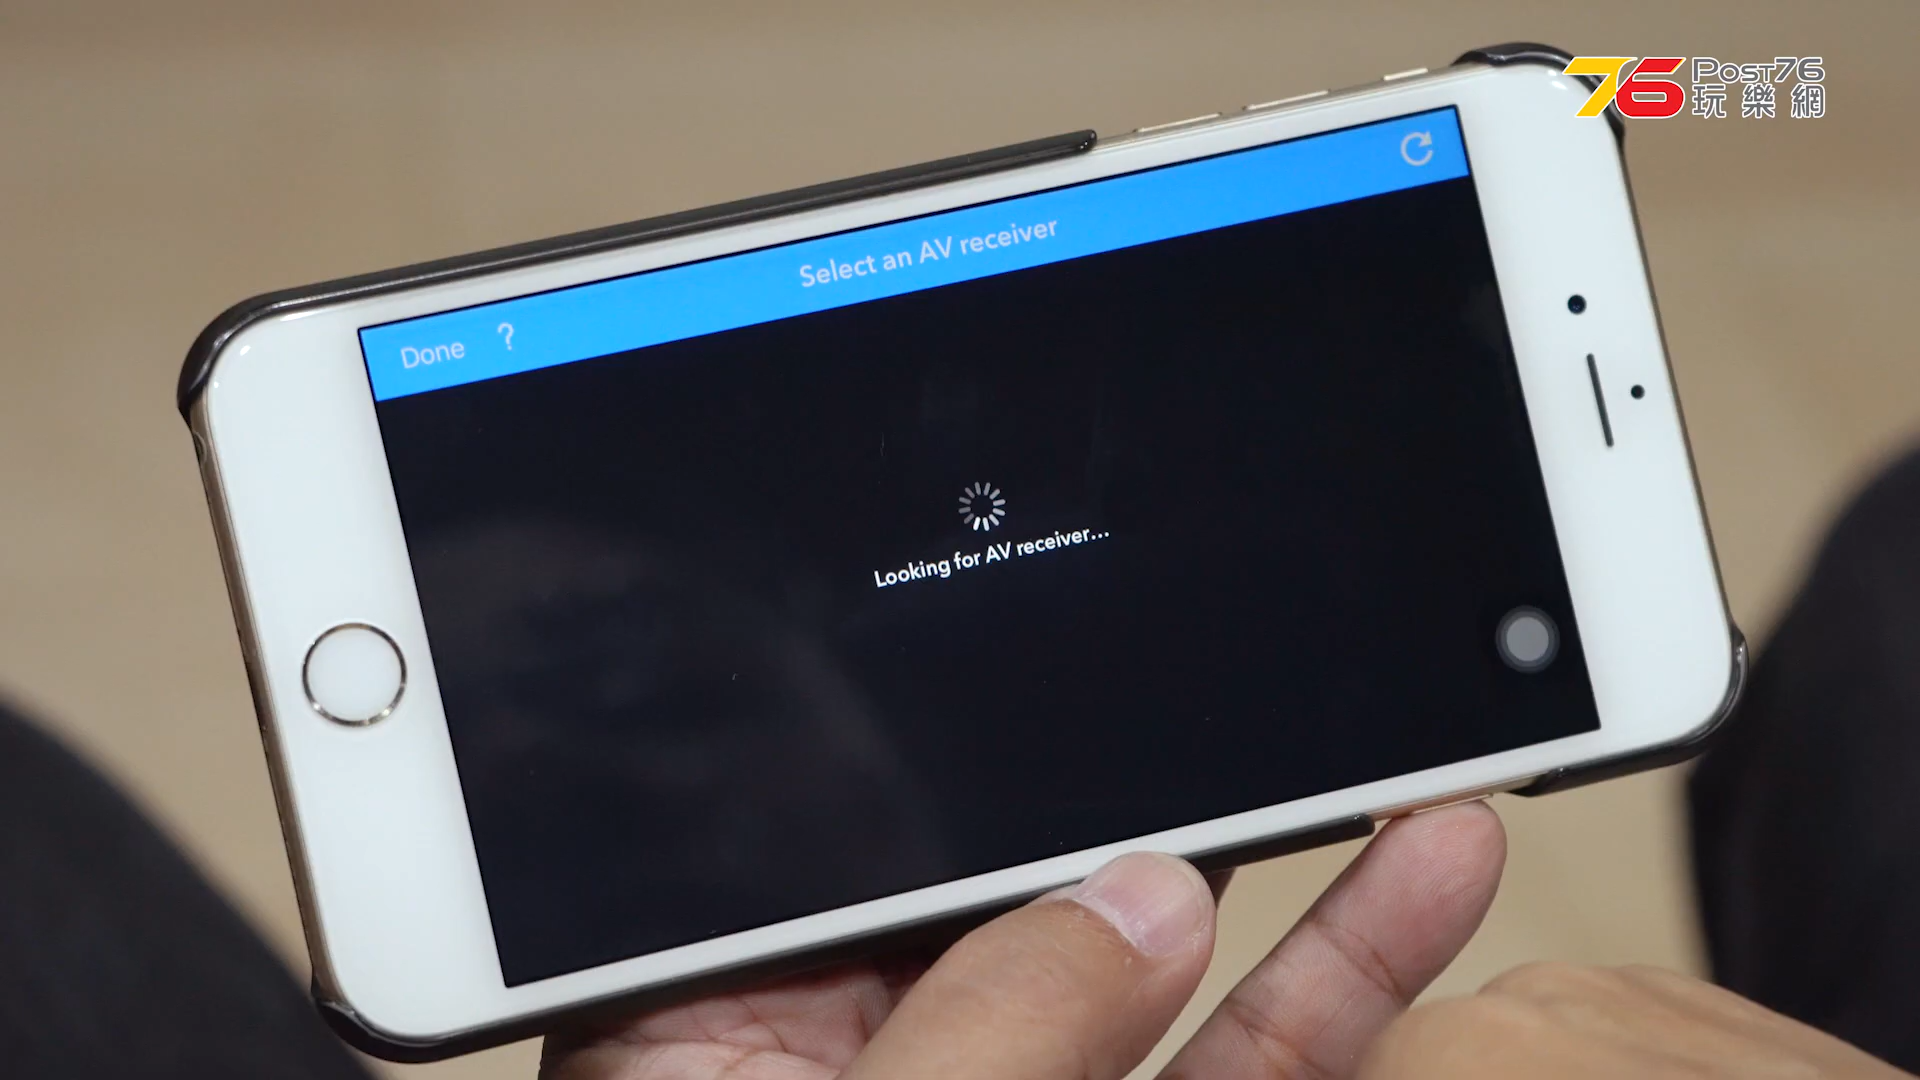 76 Post76
玩樂網
Select an AV receiver
Done ?
Looking for AV receiver...